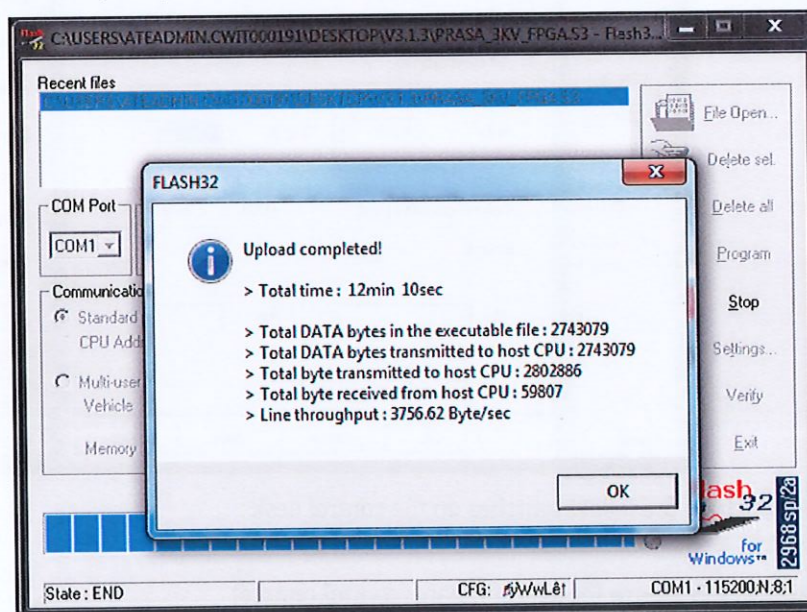 C:\USERS\ATEADMIN.CWIT000191\DESKTOP\V3.1.3\PRASA_3KV_FPGA.S3 - Flash3...
Recent files
File Open...
Delete sel.
Delete all
Program
Stop
Settings...
Verify
Exit
COM Port
COM1
Communicatio
Standard
CPU Add
Multi-user
Vehicle
Memory
FLASH32
Upload completed!
> Total time : 12min 10sec
> Total DATA bytes in the executable file : 2743079
> Total DATA bytes transmitted to host CPU : 2743079
> Total byte transmitted to host CPU : 2802886
> Total byte received from host CPU : 59807
> Line throughput : 3756.62 Byte/sec
OK
lash
32
for
Windows™
2968 sp/2a
State : END
CFG:
COM1 - 115200,N,8,1